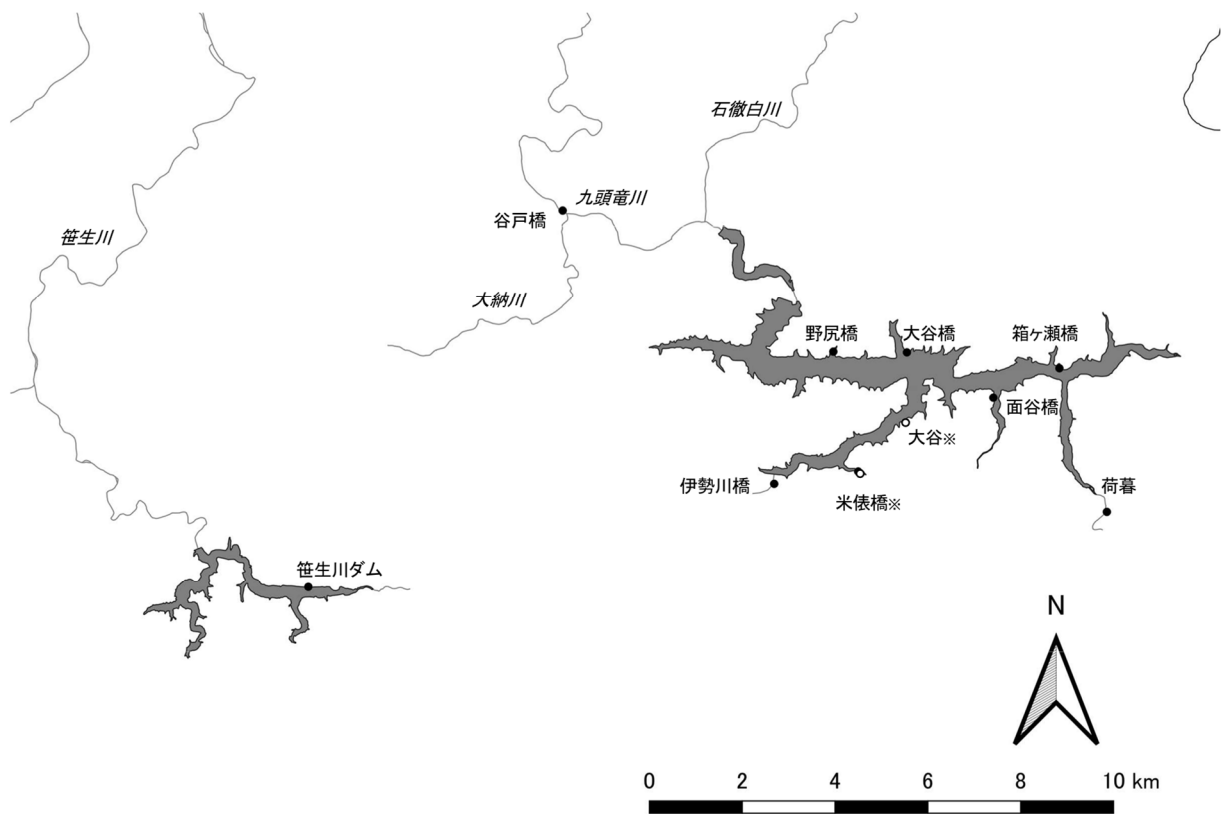 石徹白川
九頭竜川
谷戸橋
笹生川
大納川
野尻橋
大谷橋
箱ヶ瀬橋
面谷橋
大谷※
伊勢川橋
米俵橋※
荷暮
笹生川ダム
N
0 2 4 6 8 10 km